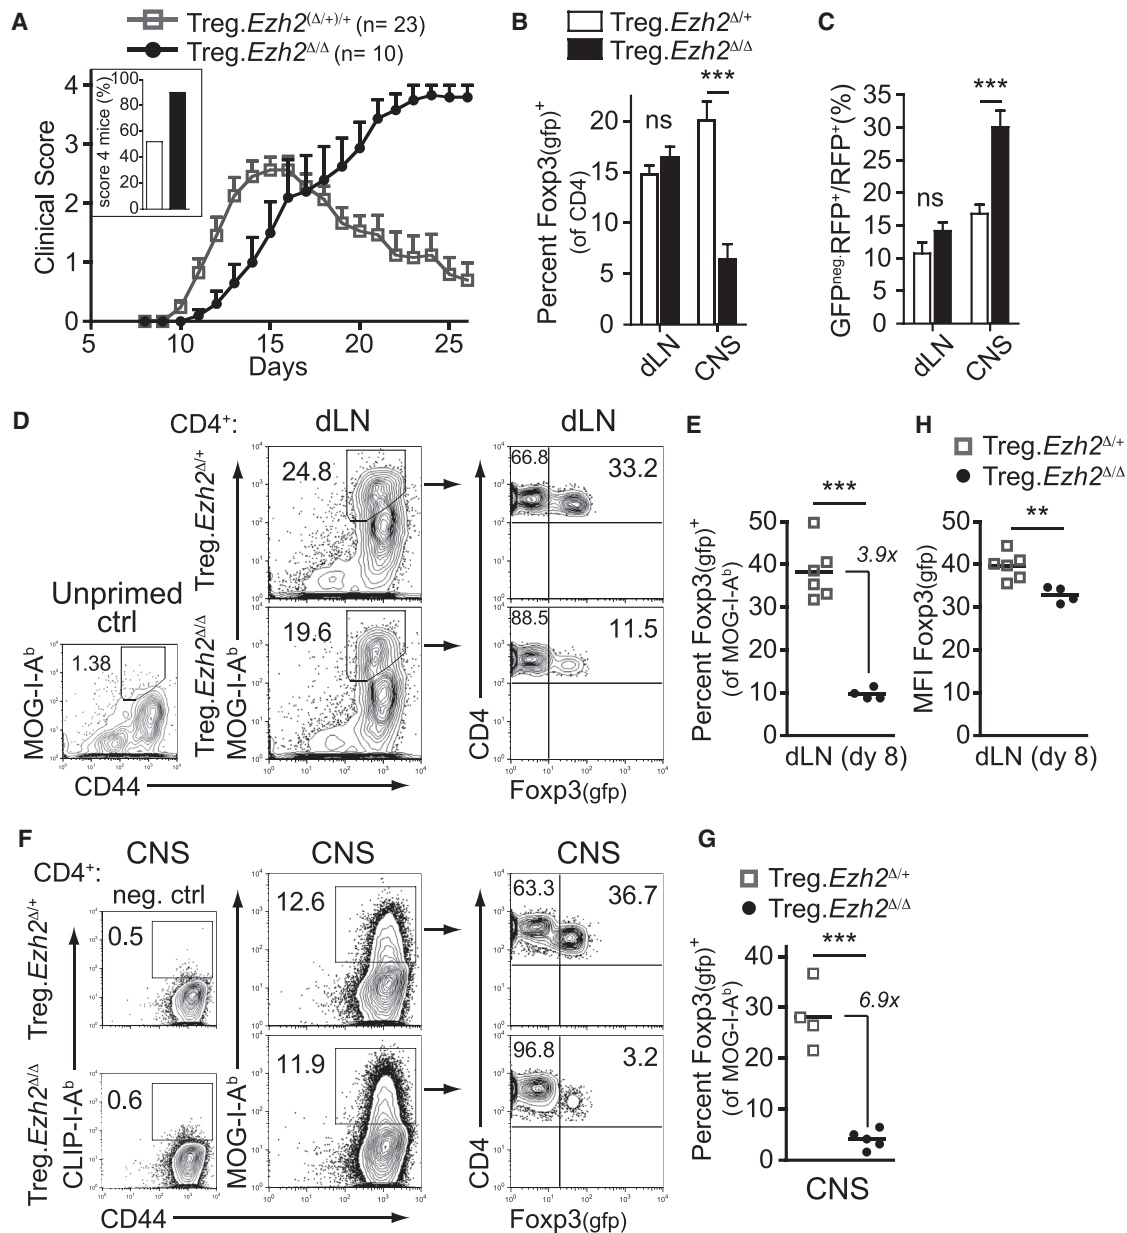 A
Treg.Ezh2(Δ/+)/+ (n= 23)
Treg.Ezh2Δ/Δ (n= 10)
Clinical Score
4
3
2
1
0
5
10
15
20
25
Days
score 4 mice (%)
100
80
60
40
20
0
B
Treg.Ezh2Δ/+
Treg.Ezh2Δ/Δ
Percent Foxp3(gfp)+
(of CD4)
20
15
10
5
0
ns
***
dLN
CNS
C
GFPneg.RFP+/RFP+(%)
35
30
25
20
15
10
5
0
ns
***
dLN
CNS
D
CD4+:
dLN
dLN
Treg.Ezh2Δ/+
24.8
66.8
33.2
Unprimed
ctrl
1.38
MOG-I-Ab
CD44
Treg.Ezh2Δ/Δ
MOG-I-Ab
19.6
88.5
11.5
CD4
Foxp3(gfp)
E
***
Percent Foxp3(gfp)+
(of MOG-I-Ab)
50
40
30
20
10
0
3.9x
dLN (dy 8)
H
Treg.Ezh2Δ/+
Treg.Ezh2Δ/Δ
**
MFI Foxp3(gfp)
50
40
30
20
10
0
dLN (dy 8)
F
CNS
CNS
CNS
CD4+:
neg. ctrl
Treg.Ezh2Δ/+
0.5
12.6
63.3
36.7
Treg.Ezh2Δ/Δ
CLIP-I-Ab
0.6
MOG-I-Ab
11.9
96.8
3.2
CD4
CD44
Foxp3(gfp)
G
Treg.Ezh2Δ/+
Treg.Ezh2Δ/Δ
***
Percent Foxp3(gfp)+
(of MOG-I-Ab)
40
30
20
10
0
6.9x
CNS